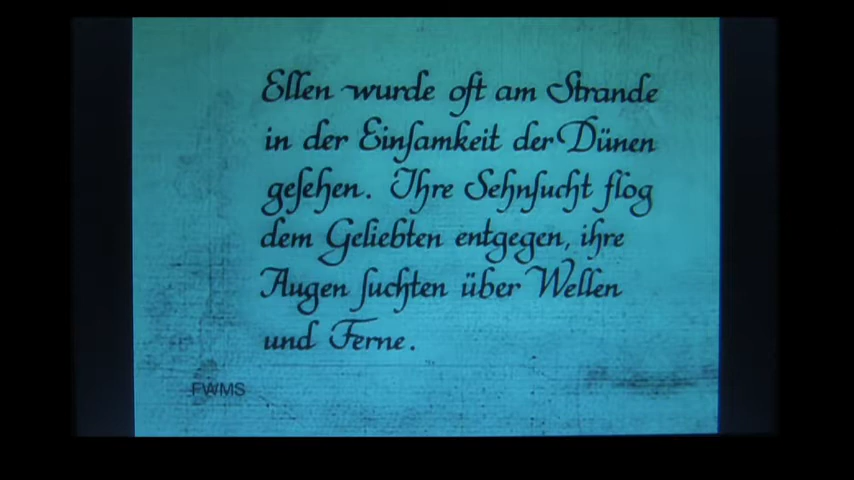 Ellen wurde oft am Strande
in der Einſamkeit der Dünen
geſehen. Ihre Sehnſucht flog
dem Geliebten entgegen, ihre
Augen ſuchten über Wellen
und Ferne.
FWMS